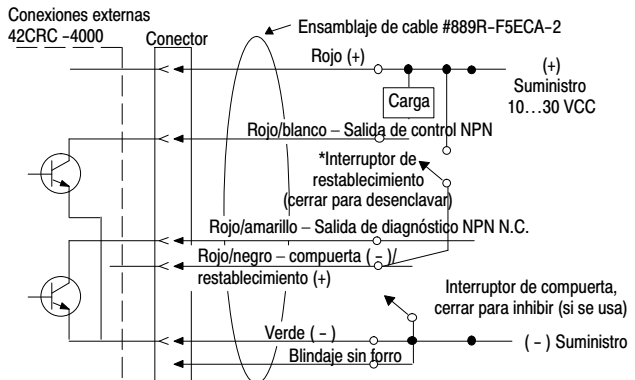 Conexiones externas
42CRC –4000
Conector
Ensamblaje de cable #889R–F5ECA–2
Rojo (+)
(+)
Suministro
10…30 VCC
Carga
Rojo/blanco – Salida de control NPN
*Interruptor de
restablecimiento
(cerrar para desenclavar)
Rojo/amarillo – Salida de diagnóstico NPN N.C.
Rojo/negro – compuerta ( – )/
restablecimiento (+)
Interruptor de compuerta,
cerrar para inhibir (si se usa)
Verde ( – )
( – ) Suministro
Blindaje sin forro